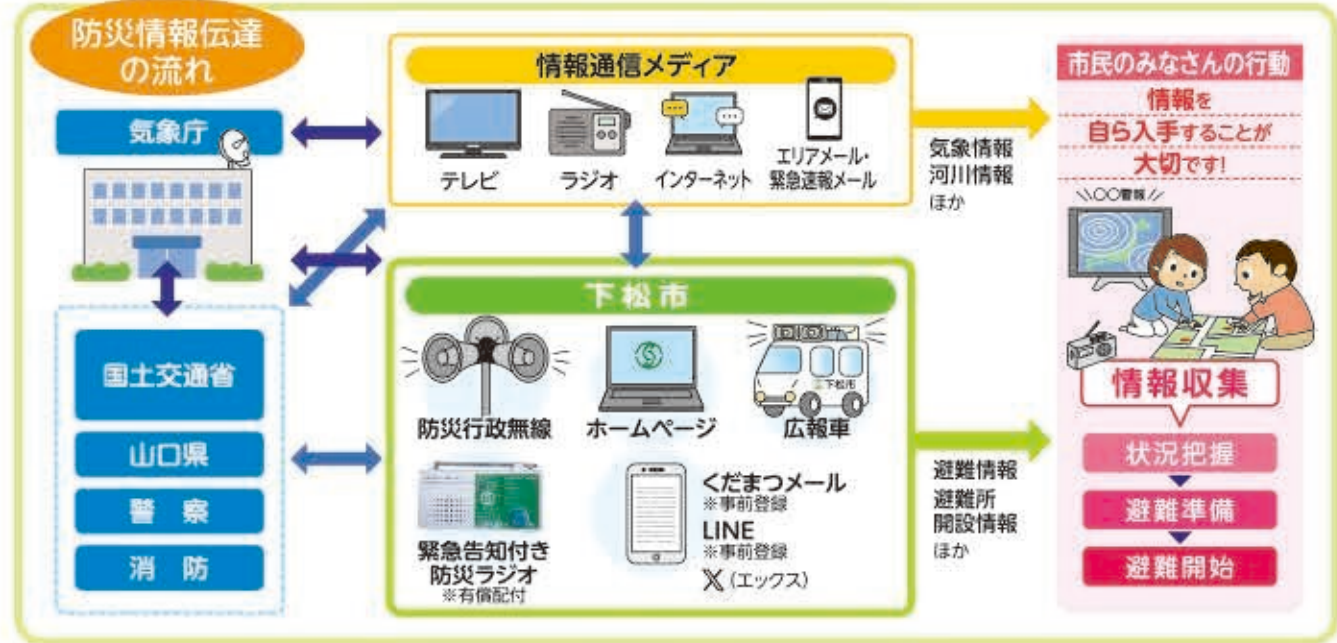 防災情報伝達
の流れ
気象庁
国土交通省
山口県
警 察
消 防
情報通信メディア
テレビ
ラジオ
インターネット
エリアメール・
緊急速報メール
下松市
防災行政無線
ホームページ
下松市
広報車
緊急告知付き
防災ラジオ
※有償配付
くだまつメール
※事前登録
LINE
※事前登録
X(エックス)
気象情報
河川情報
ほか
避難情報
避難所
開設情報
ほか
市民のみなさんの行動
情報を
自ら入手することが
大切です!
\\〇〇警報//
情報収集
状況把握
避難準備
避難開始